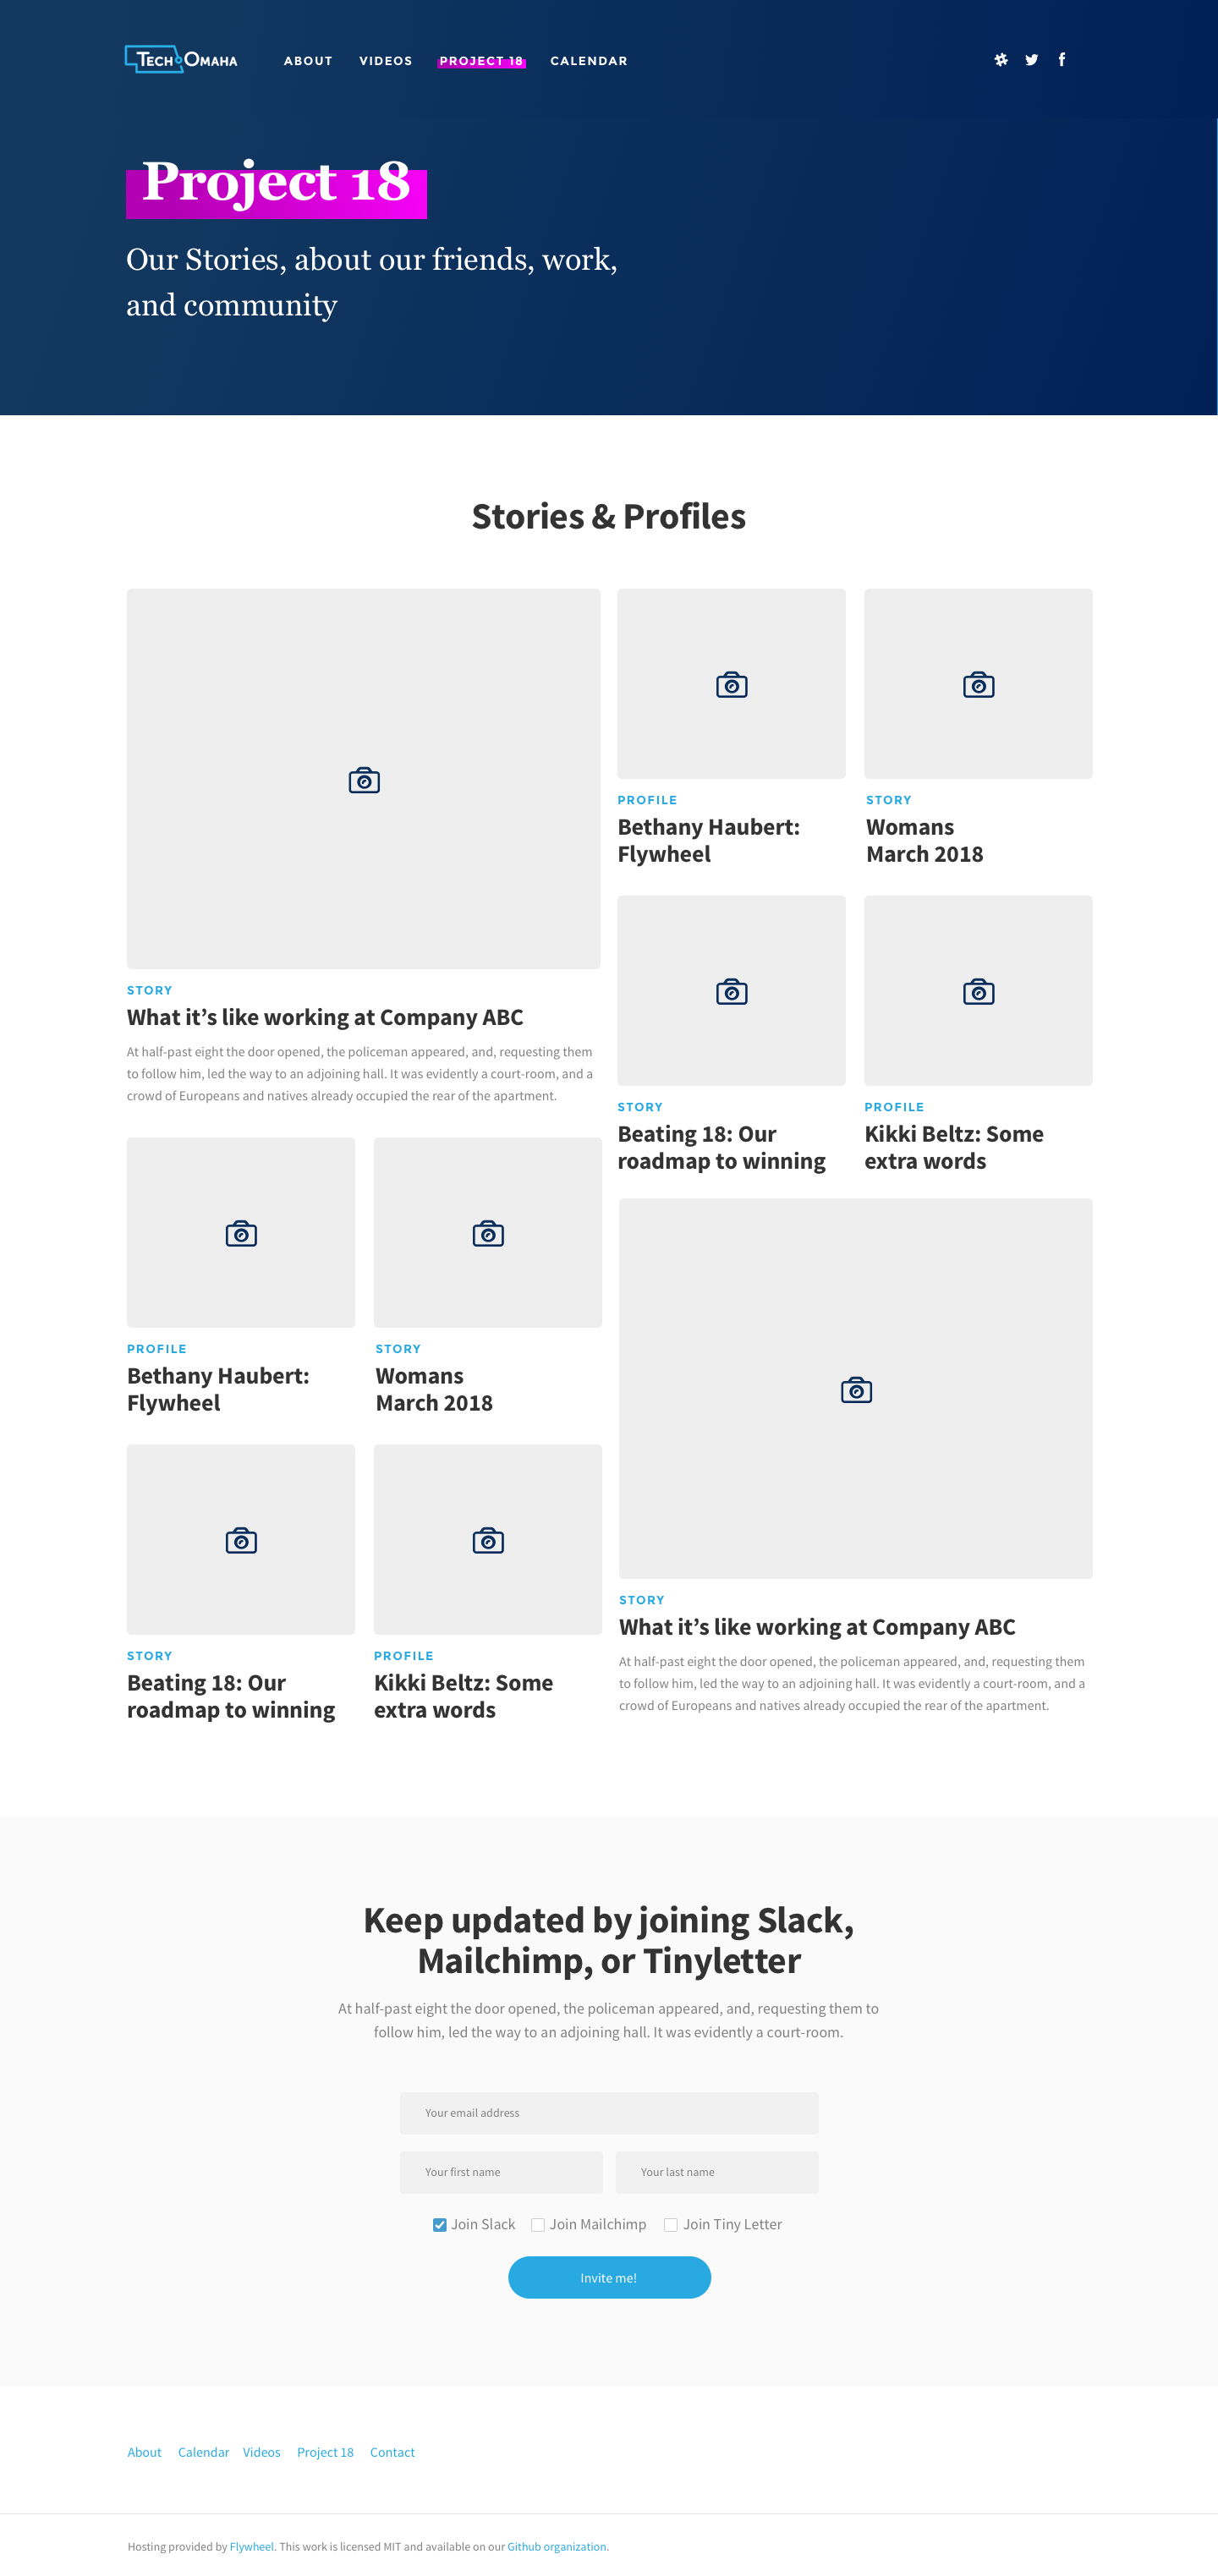 TECH OMAHA
ABOUT
VIDEOS
PROJECT 18
CALENDAR
Project 18
Our Stories, about our friends, work,
and community
Stories & Profiles
STORY
What it’s like working at Company ABC
At half-past eight the door opened, the policeman appeared, and, requesting them
to follow him, led the way to an adjoining hall. It was evidently a court-room, and a
crowd of Europeans and natives already occupied the rear of the apartment.
PROFILE
Bethany Haubert:
Flywheel
STORY
Womans
March 2018
STORY
Beating 18: Our
roadmap to winning
PROFILE
Kikki Beltz: Some
extra words
PROFILE
Bethany Haubert:
Flywheel
STORY
Womans
March 2018
STORY
Beating 18: Our
roadmap to winning
PROFILE
Kikki Beltz: Some
extra words
STORY
What it’s like working at Company ABC
At half-past eight the door opened, the policeman appeared, and, requesting them
to follow him, led the way to an adjoining hall. It was evidently a court-room, and a
crowd of Europeans and natives already occupied the rear of the apartment.
Keep updated by joining Slack,
Mailchimp, or Tinyletter
At half-past eight the door opened, the policeman appeared, and, requesting them to
follow him, led the way to an adjoining hall. It was evidently a court-room.
Your email address
Your first name
Your last name
Join Slack
Join Mailchimp
Join Tiny Letter
Invite me!
About
Calendar
Videos
Project 18
Contact
Hosting provided by Flywheel. This work is licensed MIT and available on our Github organization.